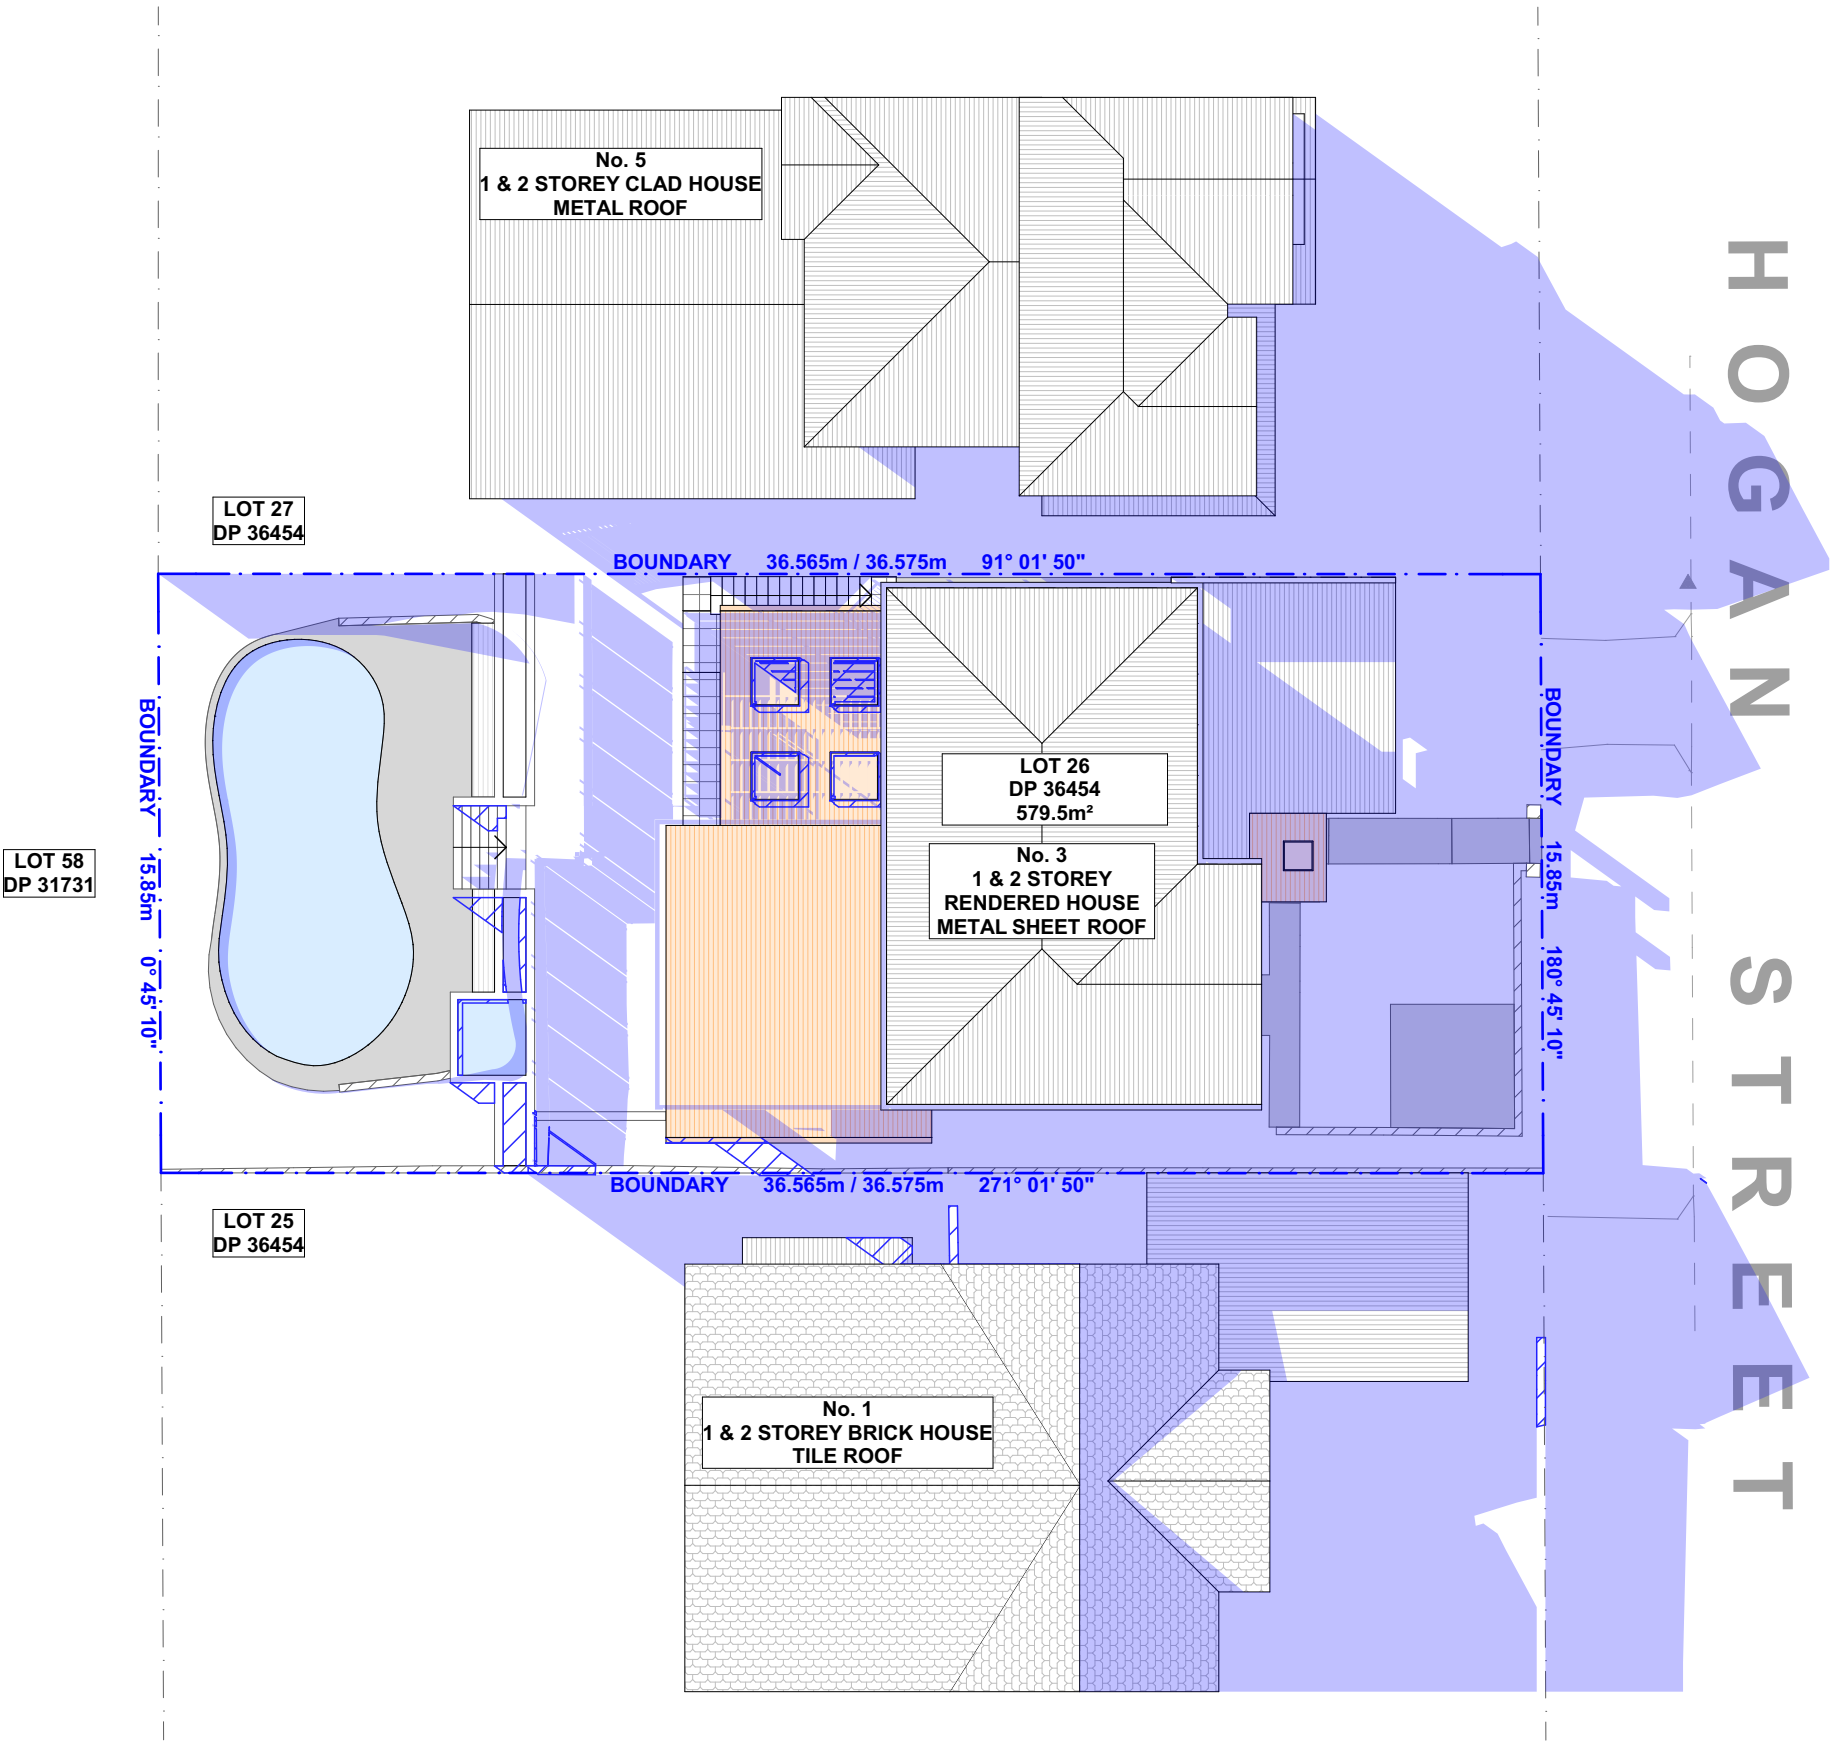 No. 5
1 & 2 STOREY CLAD HOUSE
METAL ROOF
HOGAN STREET
LOT 27
DP 36454
BOUNDARY 36.565m / 36.575m 91° 01' 50"
BOUNDARY 15.85m 0° 45' 10"
BOUNDARY 15.85m 180° 45' 10"
LOT 26
DP 36454
579.5m²
No. 3
1 & 2 STOREY
RENDERED HOUSE
METAL SHEET ROOF
LOT 58
DP 31731
BOUNDARY 36.565m / 36.575m 271° 01' 50"
LOT 25
DP 36454
No. 1
1 & 2 STOREY BRICK HOUSE
TILE ROOF